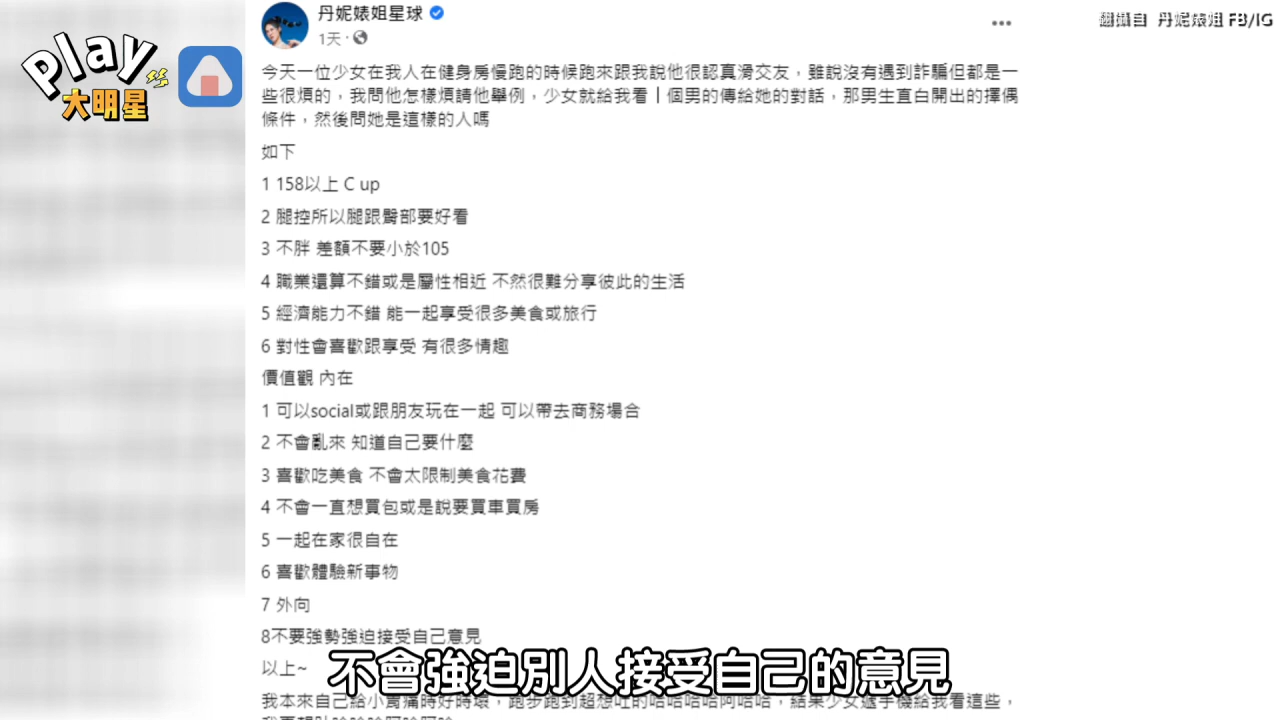 Play
大明星
丹妮婊姐星球
1天
翻攝自 丹妮婊姐 FB/IG
今天一位少女在我人在健身房慢跑的時候跑來跟我說他很認真滑交友，雖說沒有遇到詐騙但都是一
些很煩的，我問他怎樣煩請他舉例，少女就給我看｜個男的傳給她的對話，那男生直白開出的擇偶
條件，然後問她是這樣的人嗎
如下
1 158以上 C up
2 腿控所以腿跟臀部要好看
3 不胖 差額不要小於105
4 職業還算不錯或是屬性相近 不然很難分享彼此的生活
5 經濟能力不錯 能一起享受很多美食或旅行
6 對性會喜歡跟享受 有很多情趣
價值觀 內在
1 可以social或跟朋友玩在一起 可以帶去商務場合
2 不會亂來 知道自己要什麼
3 喜歡吃美食 不會太限制美食花費
4 不會一直想買包或是說要買車買房
5 一起在家很自在
6 喜歡體驗新事物
7 外向
8不要強勢強迫接受自己意見
以上~
不會強迫別人接受自己的意見
我本來自己給小胃痛時好時壞，跑步跑到超想吐的哈哈哈哈阿哈哈，結果少女遞手機給我看這些，